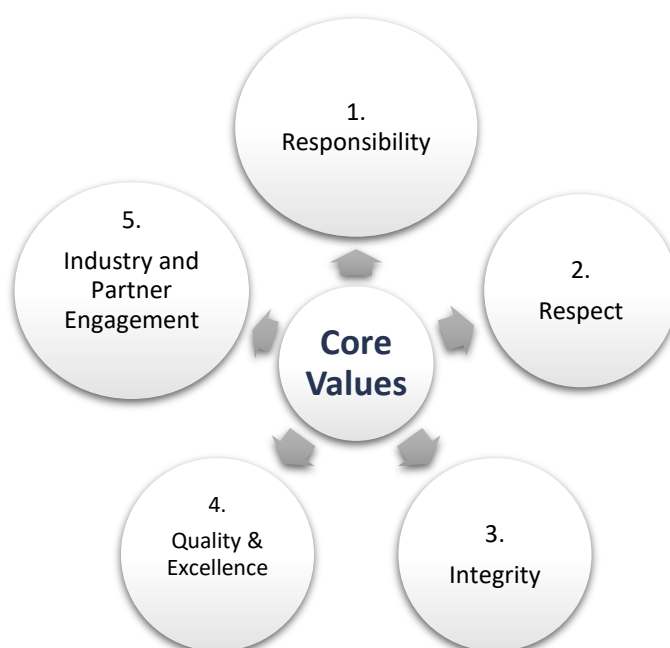 1.
Responsibility
2.
Respect
3.
Integrity
4.
Quality &
Excellence
5.
Industry and
Partner
Engagement
Core
Values